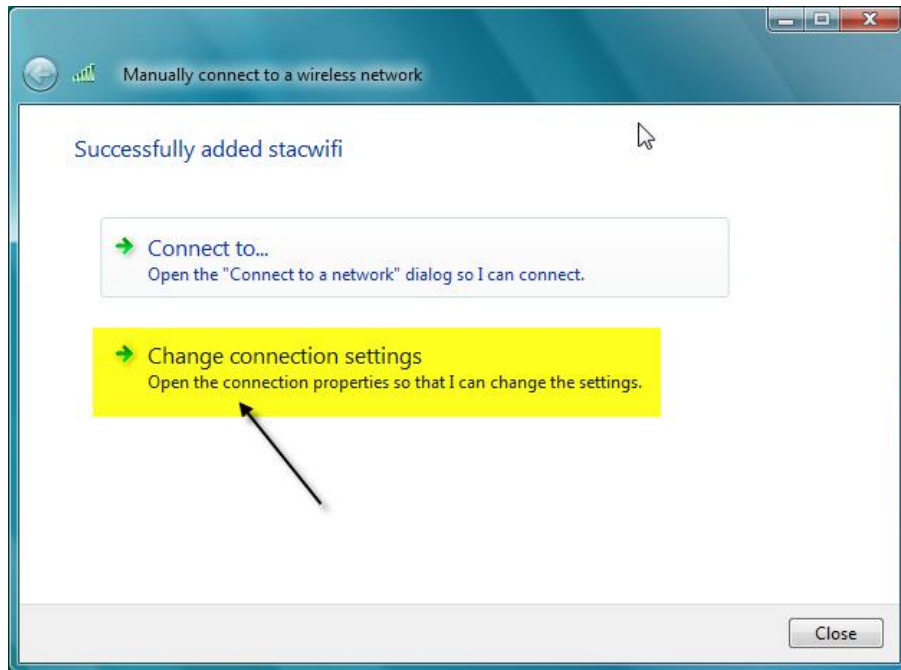 Manually connect to a wireless network
Successfully added stacwifi
Connect to...
Open the "Connect to a network" dialog so I can connect.
Change connection settings
Open the connection properties so that I can change the settings.
Close